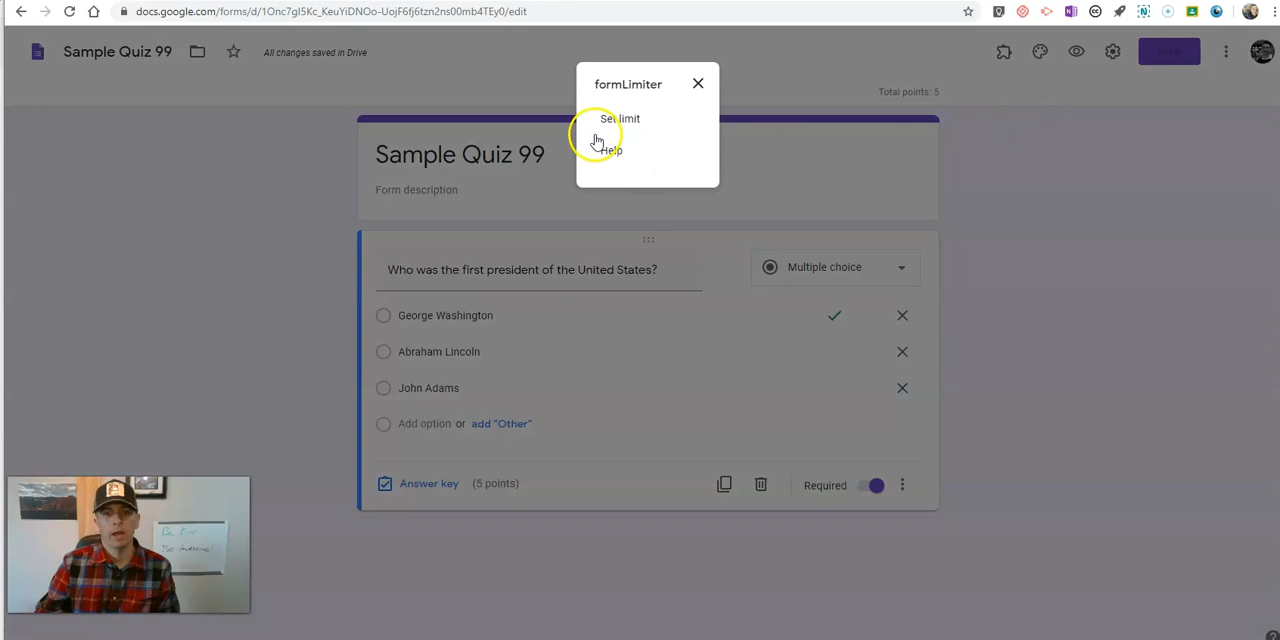 docs.google.com/forms/d/1Onc7gI5Kc_KeuYiDNOo-UojF6fj6tzn2ns00mb4TEy0/edit
Sample Quiz 99
All changes saved in Drive
Total points: 5
formLimiter
Set limit
Help
Sample Quiz 99
Form description
Who was the first president of the United States?
Multiple choice
George Washington
Abraham Lincoln
John Adams
Add option or add "Other"
Answer key (5 points)
Required